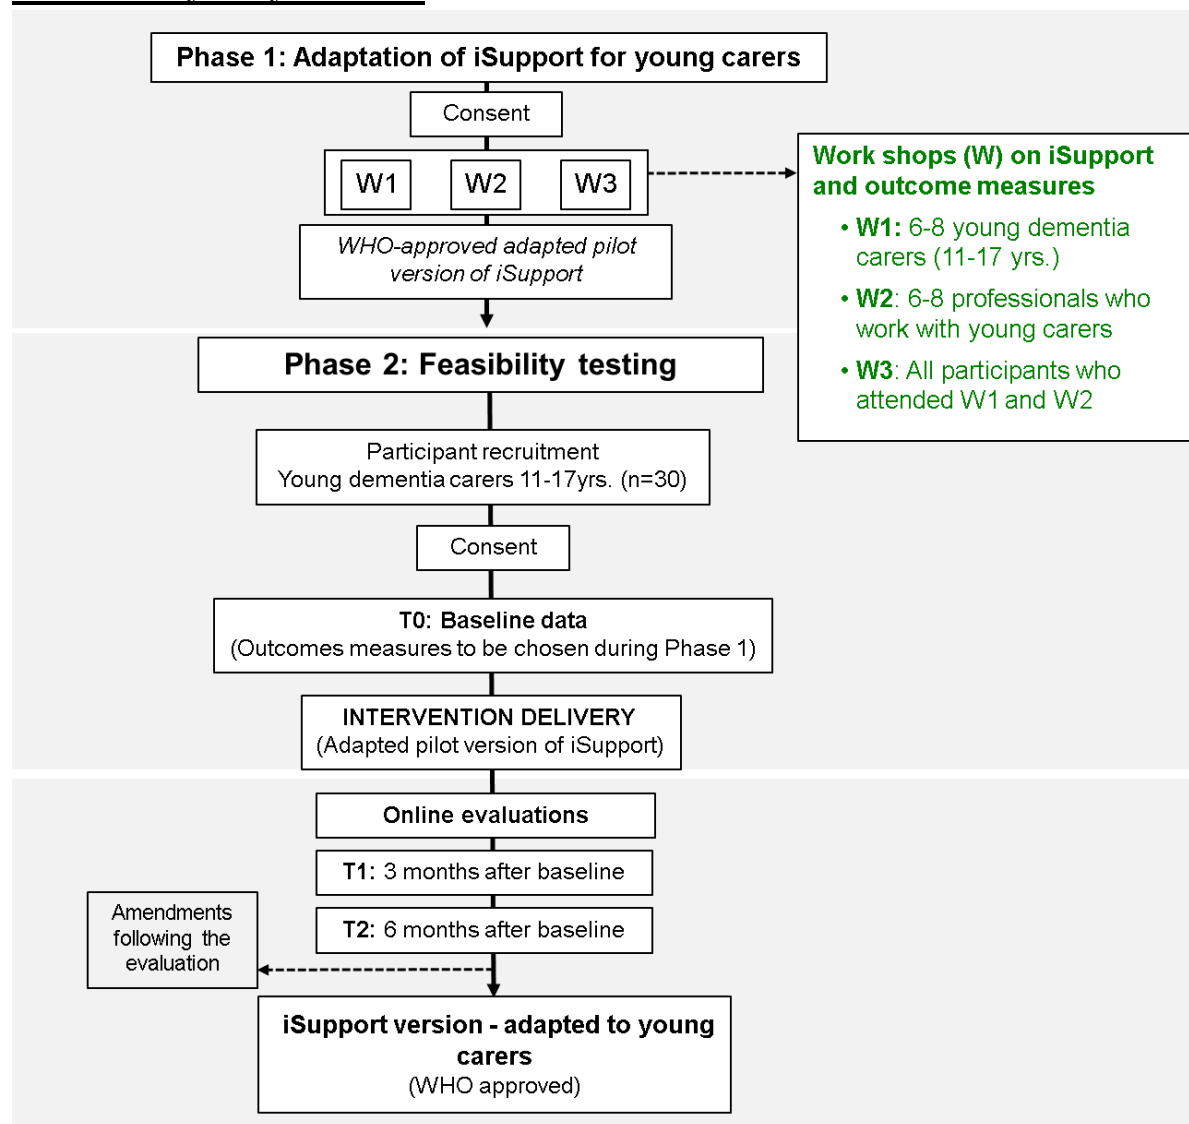 Phase 1: Adaptation of iSupport for young carers
Consent
W1 W2 W3
WHO-approved adapted pilot
version of iSupport
Work shops (W) on iSupport
and outcome measures
• W1: 6-8 young dementia
carers (11-17 yrs.)
• W2: 6-8 professionals who
work with young carers
• W3: All participants who
attended W1 and W2
Phase 2: Feasibility testing
Participant recruitment
Young dementia carers 11-17yrs. (n=30)
Consent
T0: Baseline data
(Outcomes measures to be chosen during Phase 1)
INTERVENTION DELIVERY
(Adapted pilot version of iSupport)
Online evaluations
T1: 3 months after baseline
T2: 6 months after baseline
Amendments
following the
evaluation
iSupport version - adapted to young
carers
(WHO approved)